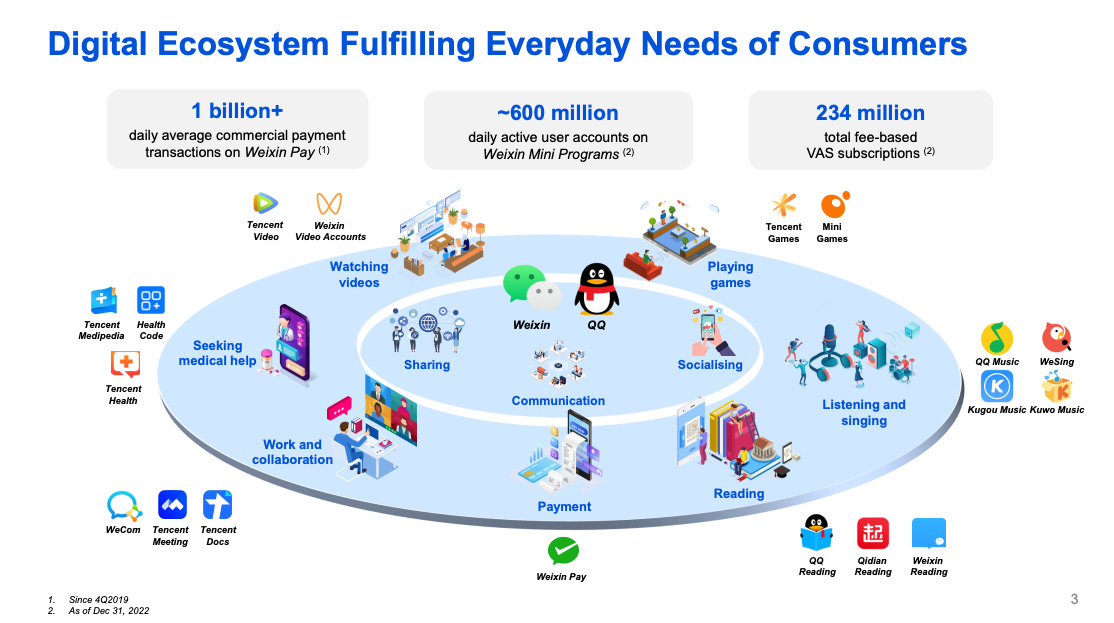 Digital Ecosystem Fulfilling Everyday Needs of Consumers
1 billion+
daily average commercial payment
transactions on Weixin Pay (1)
~600 million
daily active user accounts on
Weixin Mini Programs (2)
234 million
total fee-based
VAS subscriptions (2)
Tencent
Video
Weixin
Video Accounts
Tencent
Games
Mini
Games
Watching
videos
Playing
games
Weixin
QQ
Tencent
Medipedia
Health
Code
Tencent
Health
Seeking
medical help
Sharing
Communication
Socialising
Listening and
singing
QQ Music
WeSing
Kugou Music
Kuwo Music
Work and
collaboration
Payment
Reading
WeCom
Tencent
Meeting
Tencent
Docs
Weixin Pay
QQ
Reading
起
Qidian
Reading
Weixin
Reading
1. Since 4Q2019
2. As of Dec 31, 2022
3